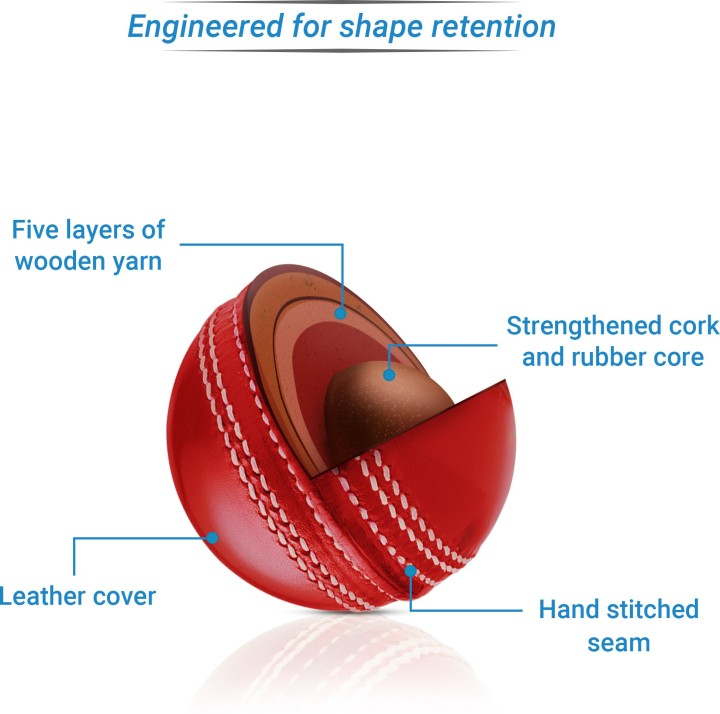 Engineered for shape retention
Five layers of
wooden yarn
Strengthened cork
and rubber core
Leather cover
Hand stitched
seam